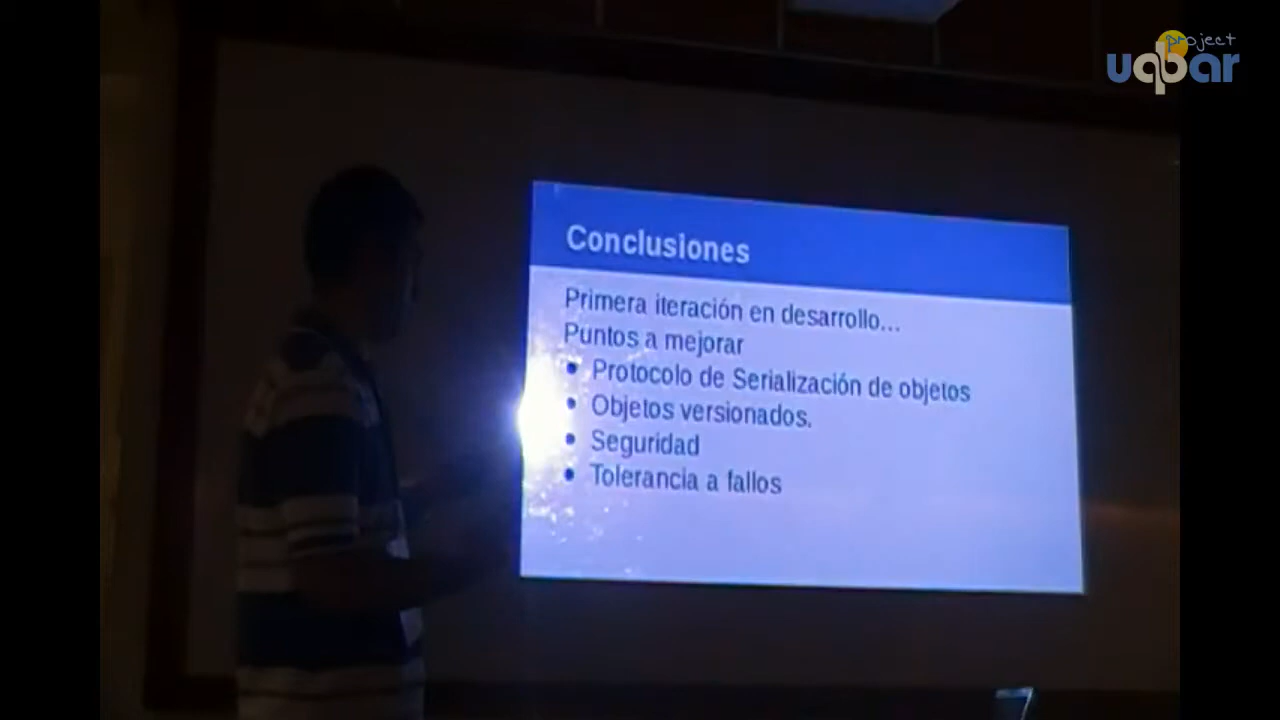 project
uqbar
Conclusiones
Primera iteración en desarrollo...
Puntos a mejorar
• Protocolo de Serialización de objetos
• Objetos versionados.
• Seguridad
• Tolerancia a fallos